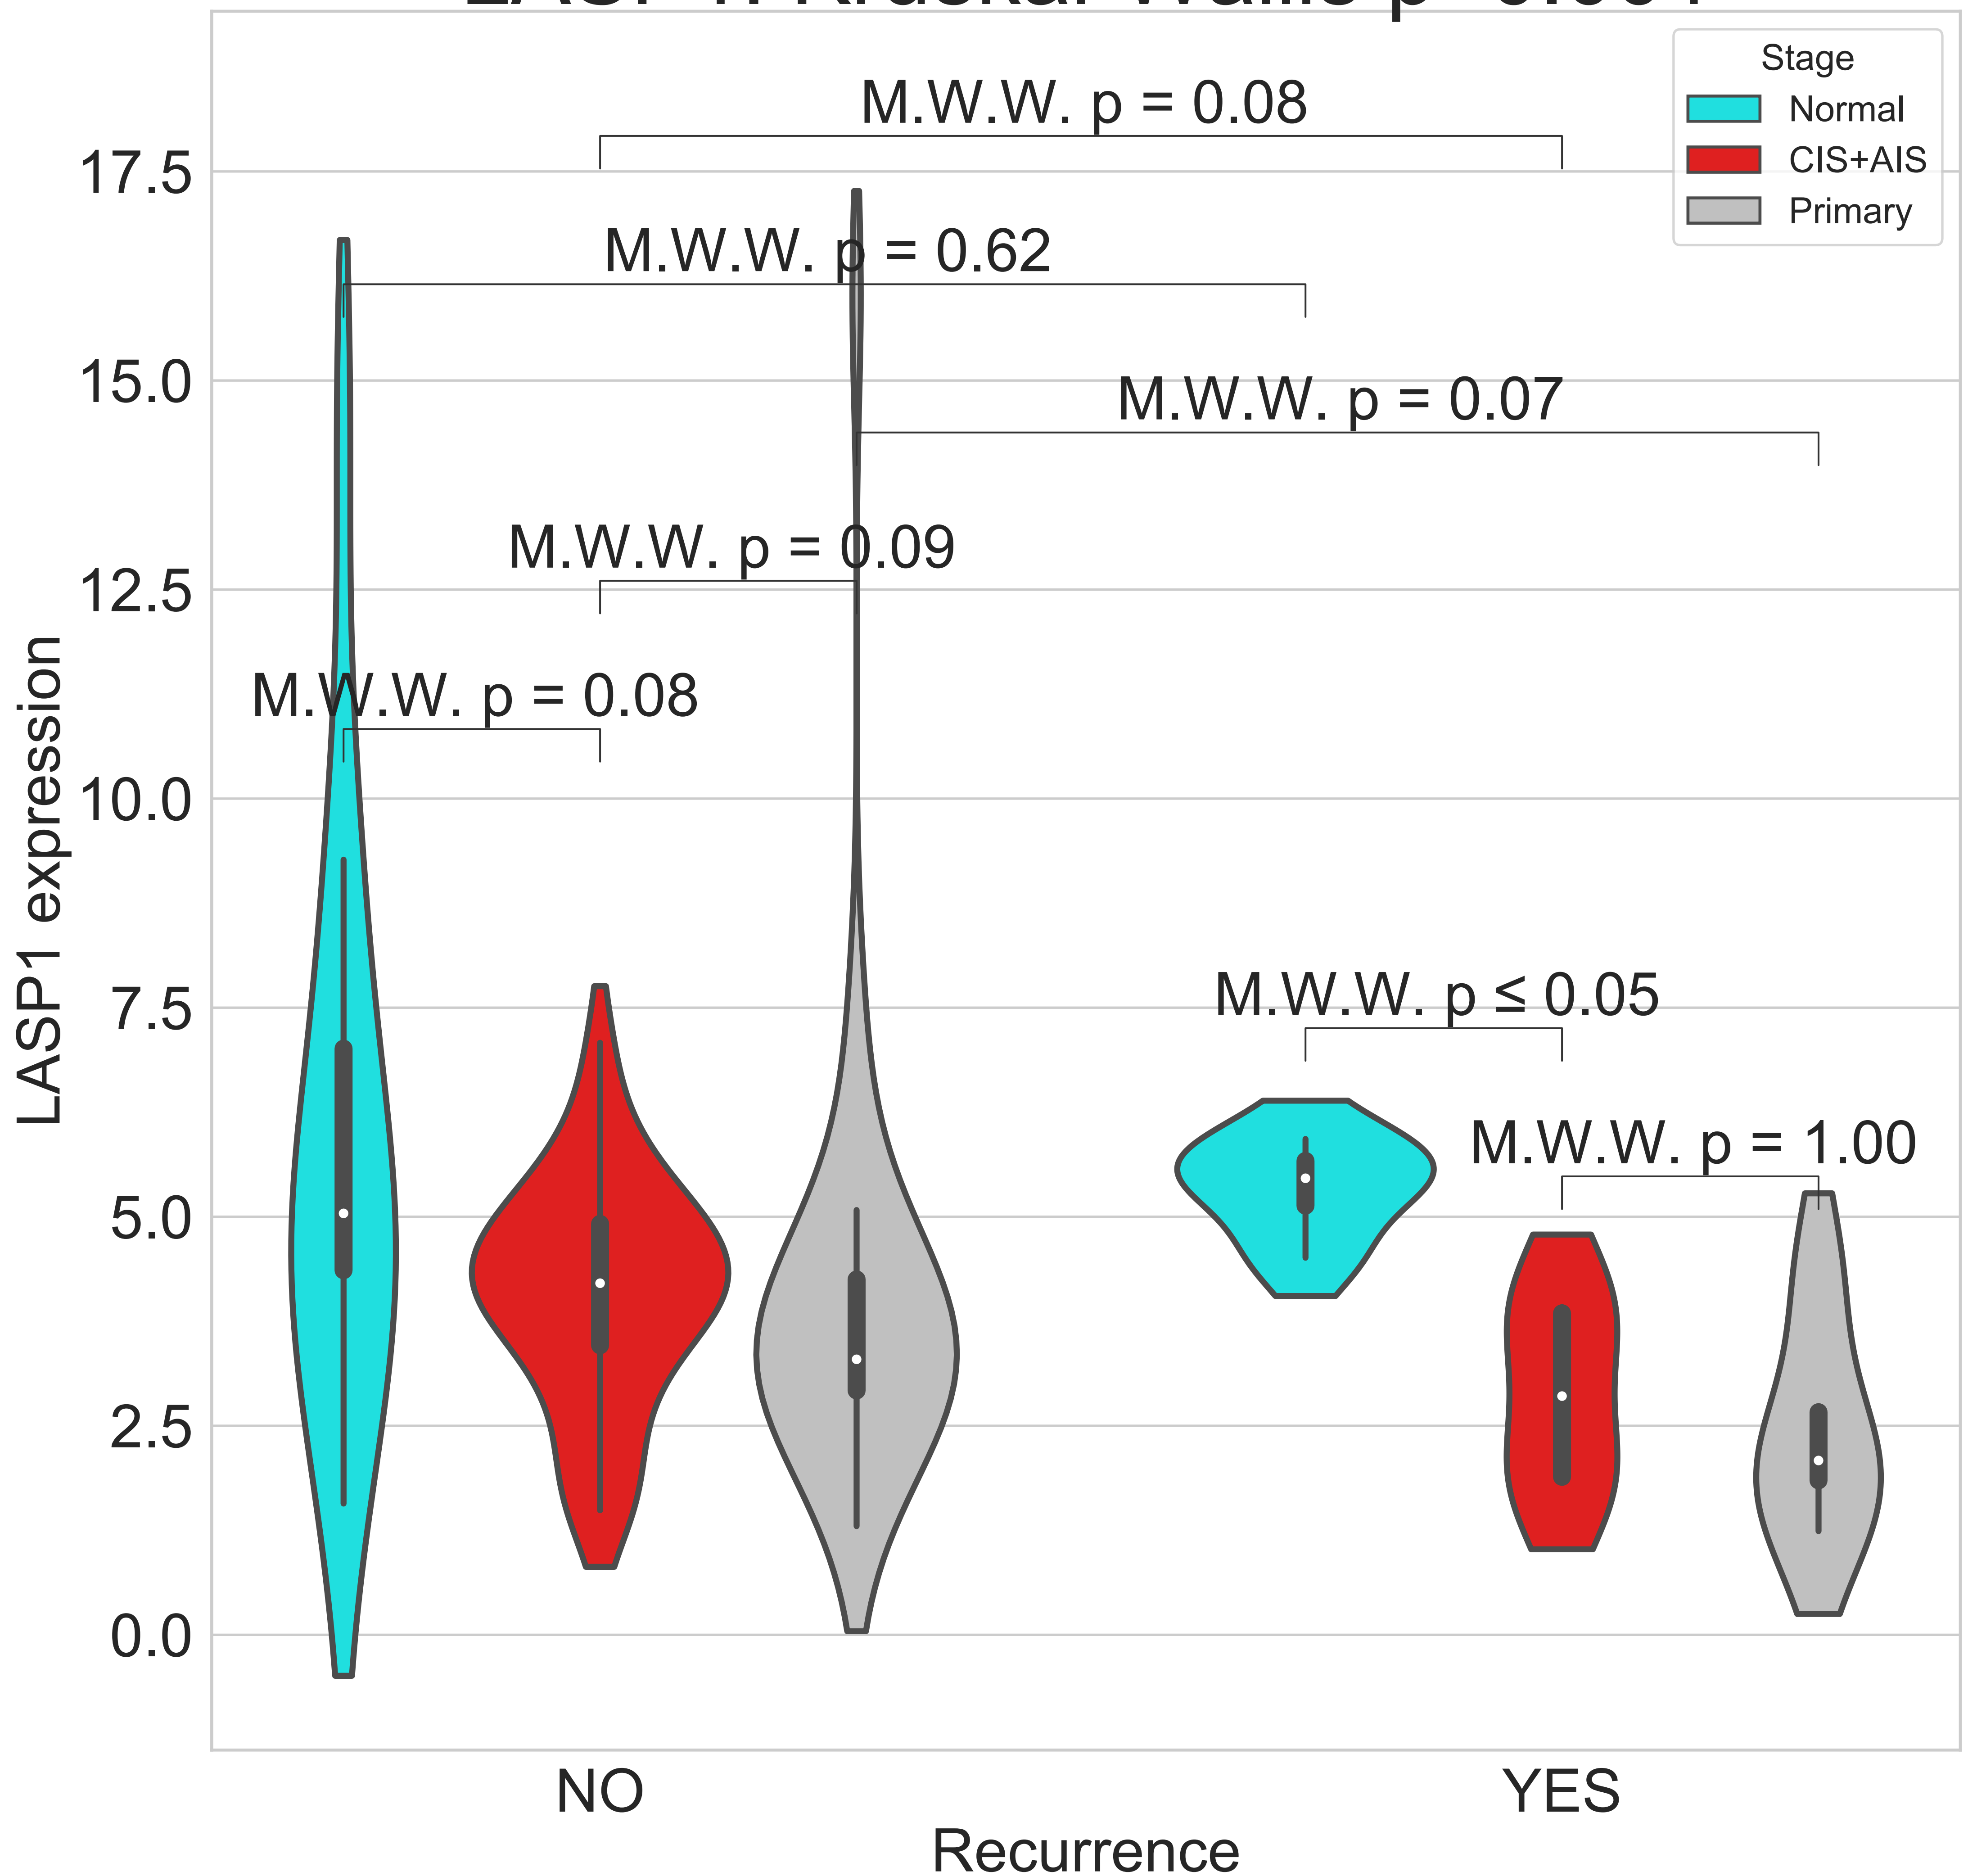 Stage
Normal
CIS+AIS
Primary
M.W.W. p = 0.08
M.W.W. p = 0.62
M.W.W. p = 0.07
M.W.W. p = 0.09
M.W.W. p = 0.08
M.W.W. p ≤ 0.05
M.W.W. p = 1.00
17.5
15.0
12.5
10.0
7.5
5.0
2.5
0.0
LASP1 expression
NO
YES
Recurrence